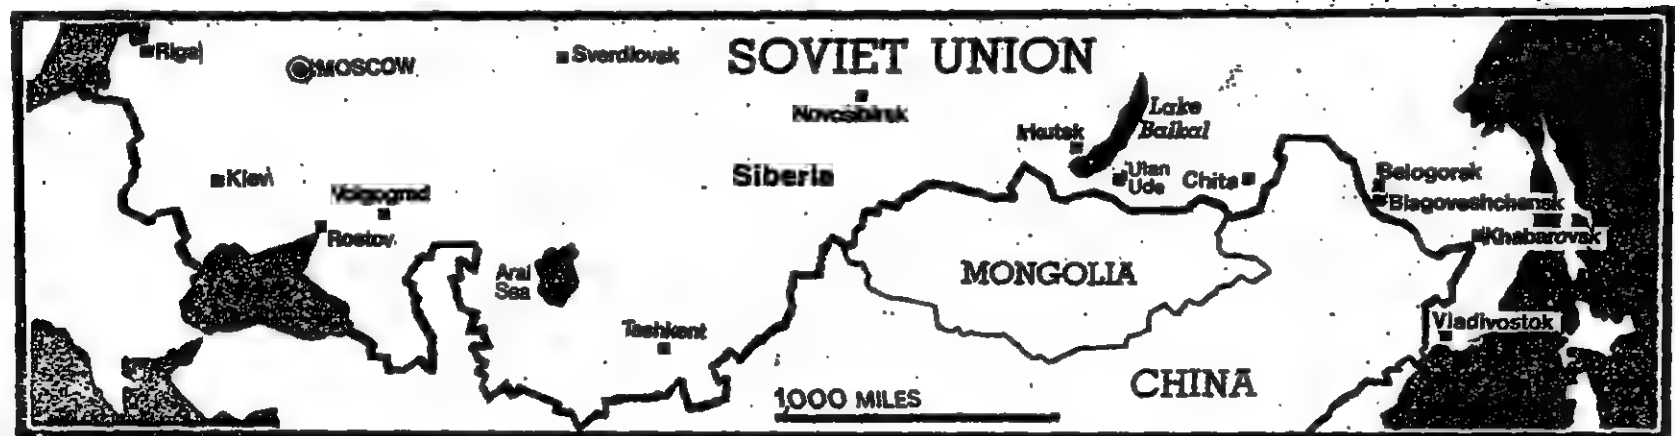 Riga
MOSCOW
Sverdlovsk
SOVIET UNION
Novosibirsk
Lake
Baikal
Irkutsk
Siberia
Ulan
Ude
Chita
Belogorsk
Blagoveshchensk
Khabarovsk
Kiev
Volgograd
Rostov
Aral
Sea
MONGOLIA
Tashkent
Vladivostok
CHINA
1000 MILES